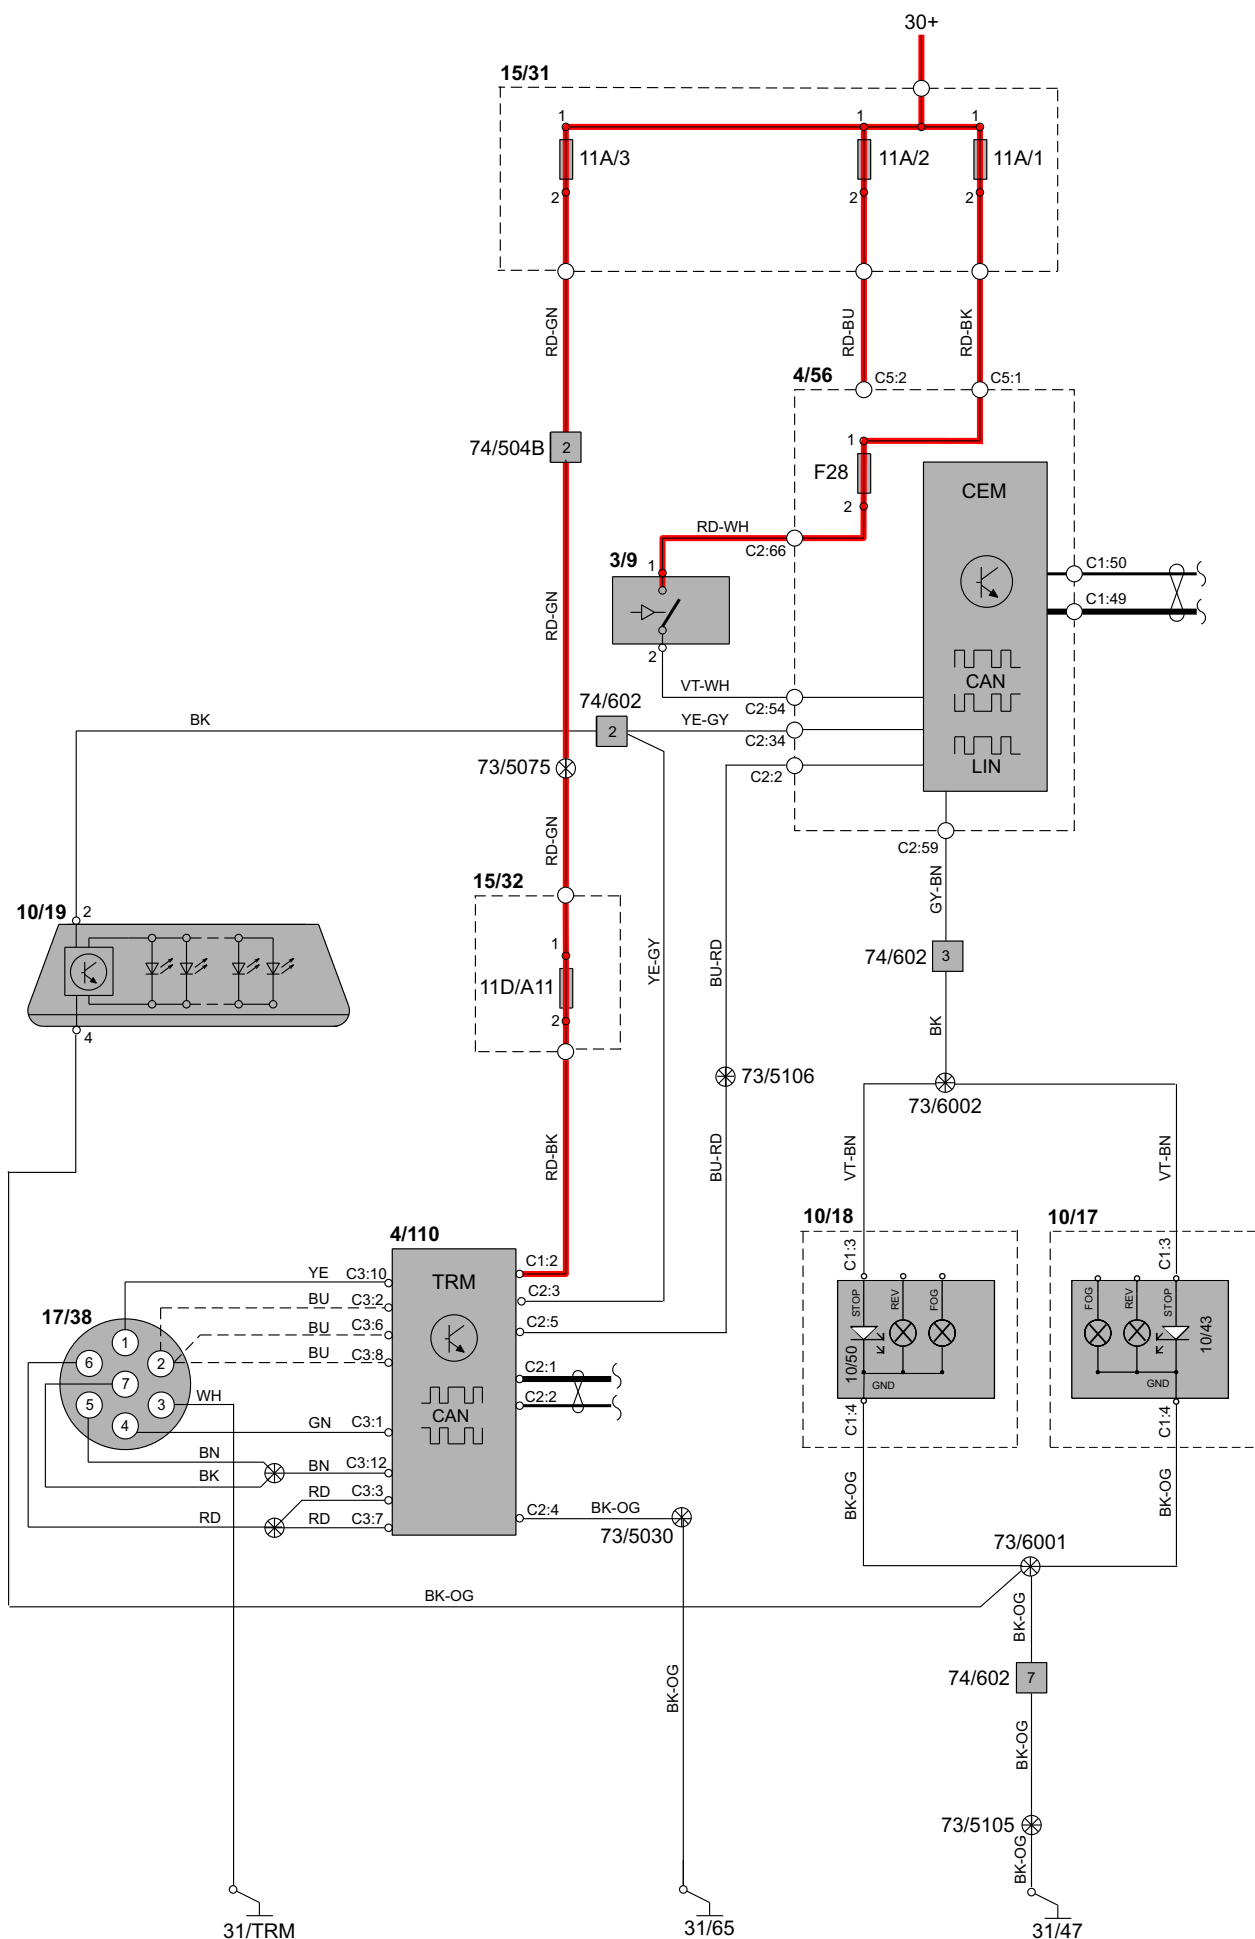 30+
15/31
1
1
1
11A/3
11A/2
11A/1
2
2
2
RD-GN
RD-BU
RD-BK
4/56
C5:2
C5:1
74/504B
2
1
F28
2
CEM
RD-WH
C2:66
3/9
1
C1:50
C1:49
RD-GN
2
CAN
VT-WH
C2:54
74/602
BK
2
YE-GY
C2:34
LIN
73/5075
C2:2
C2:59
RD-GN
GY-BN
15/32
10/19
2
1
11D/A11
2
YE-GY
BU-RD
74/602
3
BK
4
73/5106
73/6002
RD-BK
BU-RD
VT-BN
VT-BN
10/18
10/17
4/110
C1:3
C1:3
TRM
C1:2
YE
C3:10
C2:3
BU
C3:2
17/38
BU
C3:6
C2:5
BU
C3:8
1
6
2
7
5
3
4
STOP
REV
FOG
10/50
GND
FOG
REV
STOP
10/43
GND
C2:1
C2:2
CAN
WH
C1:4
C1:4
GN
C3:1
BN
BK
BN
C3:12
RD
C3:3
RD
RD
C3:7
C2:4
BK-OG
73/5030
BK-OG
BK-OG
73/6001
BK-OG
BK-OG
74/602
7
BK-OG
BK-OG
73/5105
BK-OG
31/TRM
31/65
31/47